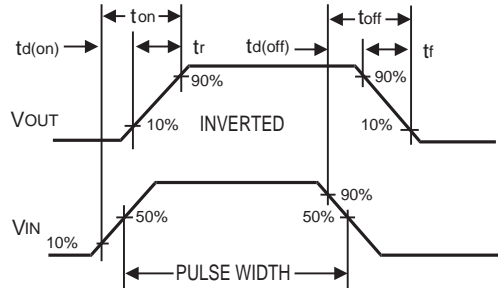 ton
toff
td(on)
tr
td(off)
tf
90%
90%
VOUT
10%
INVERTED
10%
90%
VIN
50%
50%
10%
PULSE WIDTH